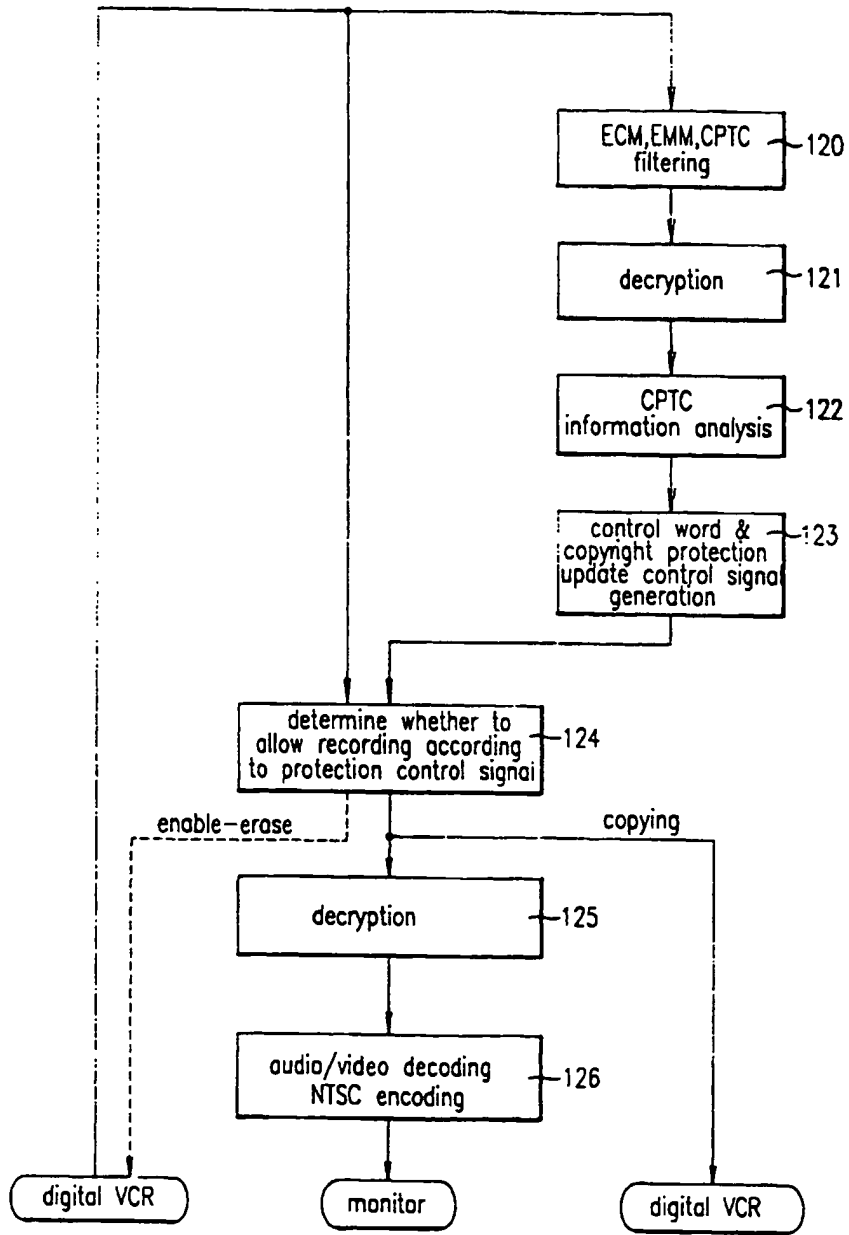 ECM,EMM,CPTC
filtering
120
decryption
121
CPTC
information analysis
122
control word &
copyright protection
update control signal
generation
123
determine whether to
allow recording according
to protection control signal
124
enable-erase
copying
decryption
125
audio/video decoding
NTSC encoding
126
digital VCR
monitor
digital VCR